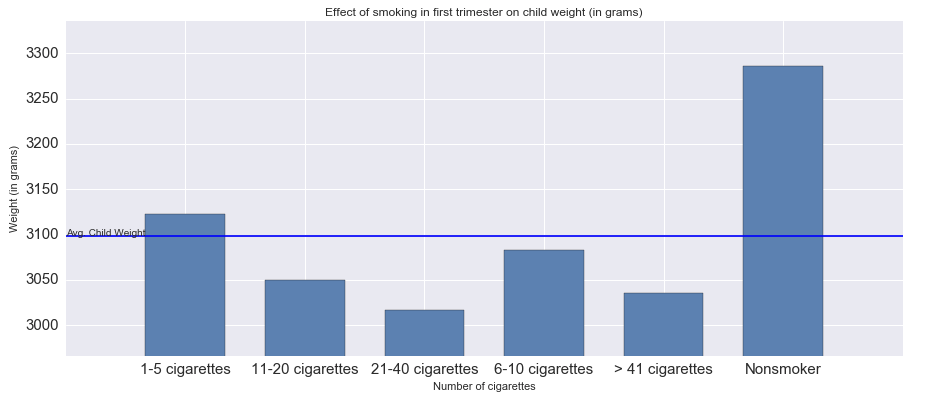 Effect of smoking in first trimester on child weight (in grams)
3300
3250
3200
3150
3100
3050
3000
Weight (in grams)
Avg. Child Weight
1-5 cigarettes 11-20 cigarettes 21-40 cigarettes 6-10 cigarettes > 41 cigarettes Nonsmoker
Number of cigarettes